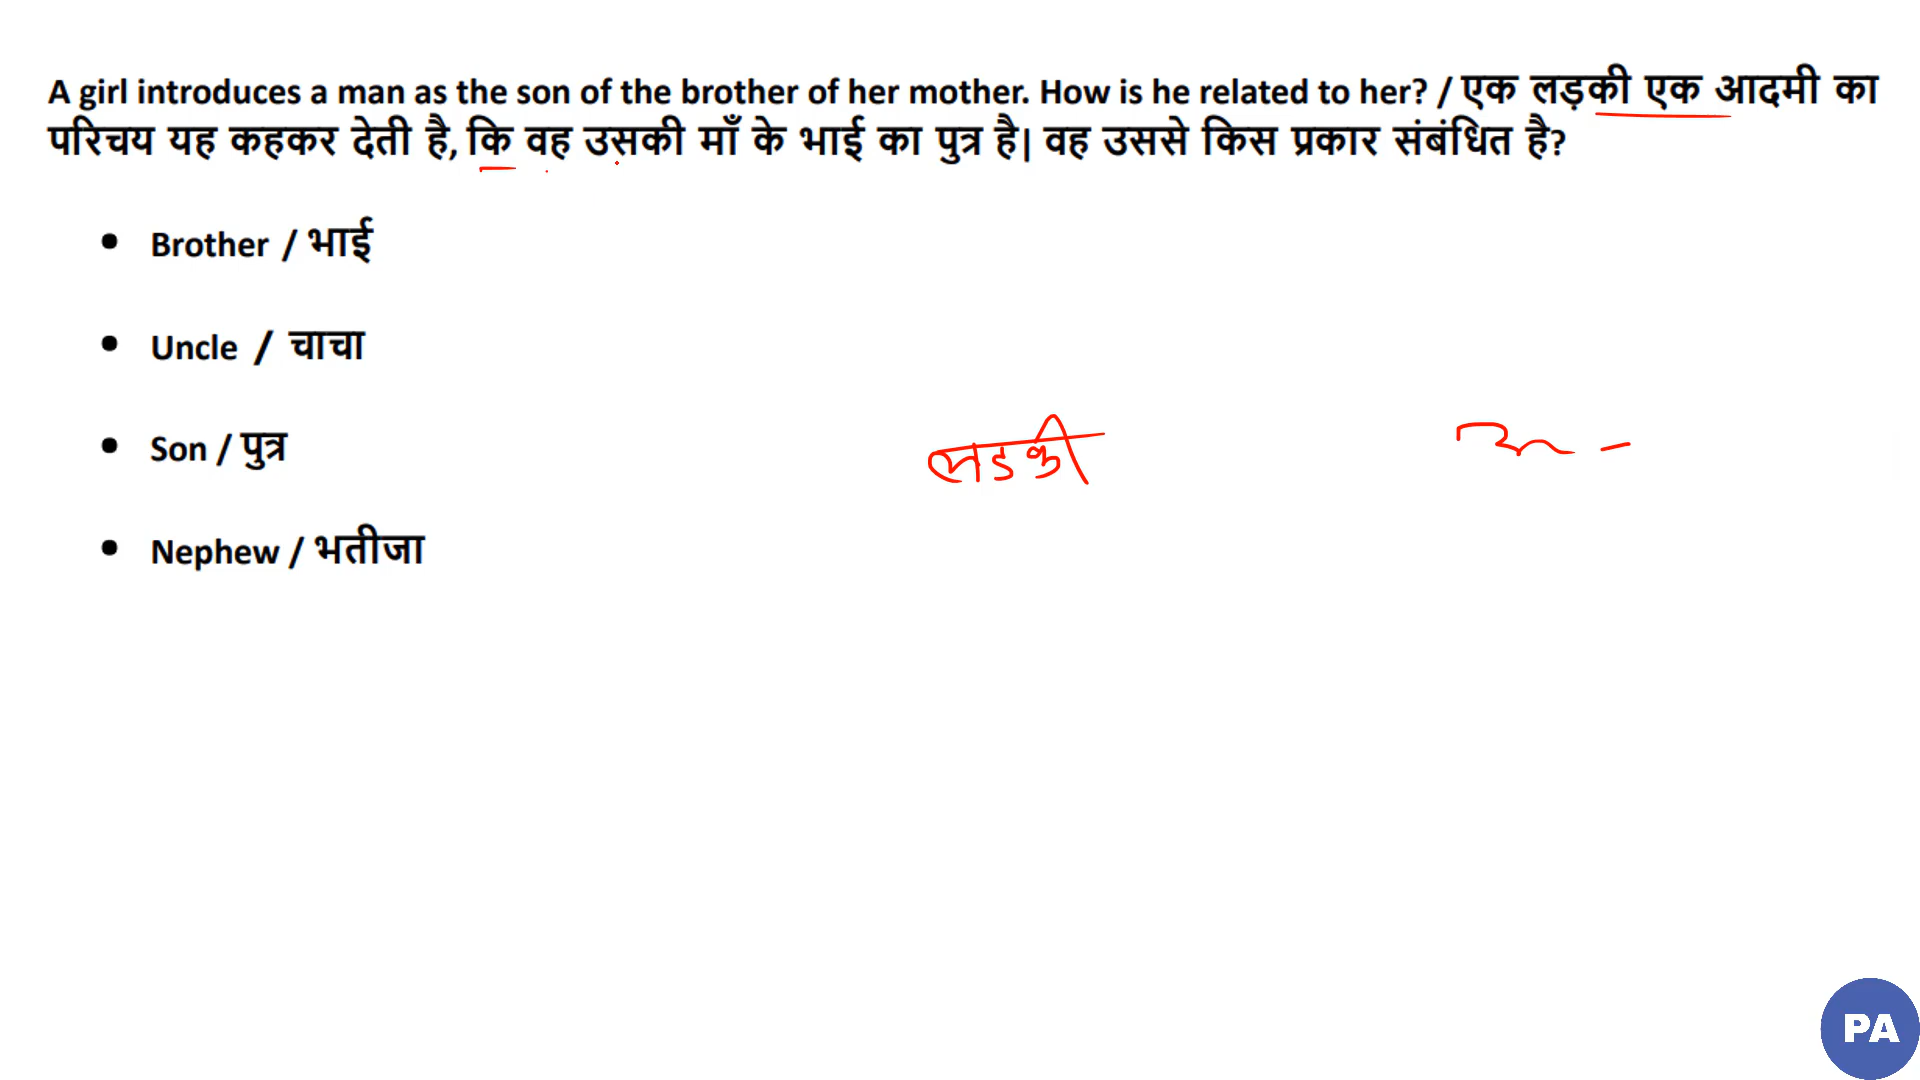 A girl introduces a man as the son of the brother of her mother. How is he related to her? / एक लड़की एक आदमी का
परिचय यह कहकर देती है, कि वह उसकी माँ के भाई का पुत्र है| वह उससे किस प्रकार संबंधित है?
• Brother / भाई
• Uncle / चाचा
• Son / पुत्र
• Nephew / भतीजा
लडकी
PA